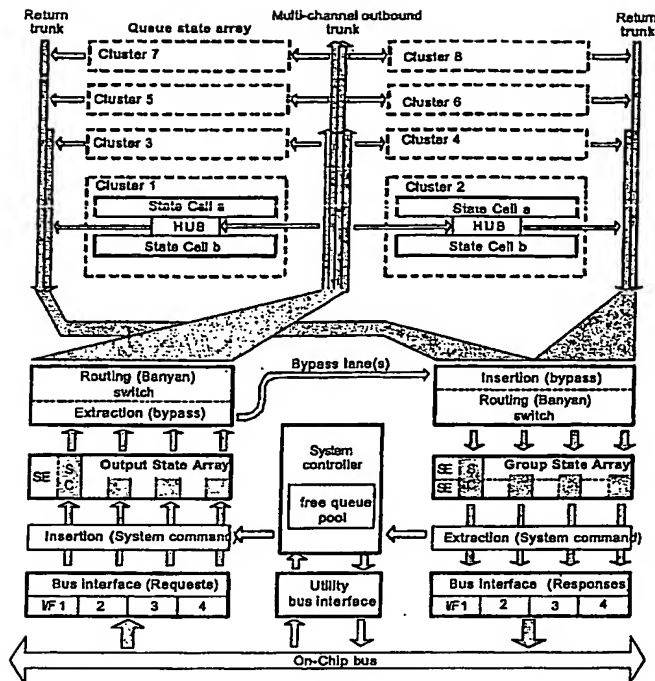 Return trunk
Queue state array
Multi-channel outbound trunk
Return trunk
Cluster 7
Cluster 8
Cluster 5
Cluster 6
Cluster 3
Cluster 4
Cluster 1
State Cell a
HUB
State Cell b
Cluster 2
State Cell a
HUB
State Cell b
Routing (Banyan) switch
Extraction (bypass)
Bypass lane(s)
Insertion (bypass)
Routing (Banyan) switch
SE
S
C
Output State Array
System controller
free queue pool
SE
SE
S
C
Group State Array
Insertion (System command)
Extraction (System command)
Bus interface (Requests)
I/F 1
2
3
4
Utility bus interface
Bus Interface (Responses
I/F1
2
3
4
On-Chip bus